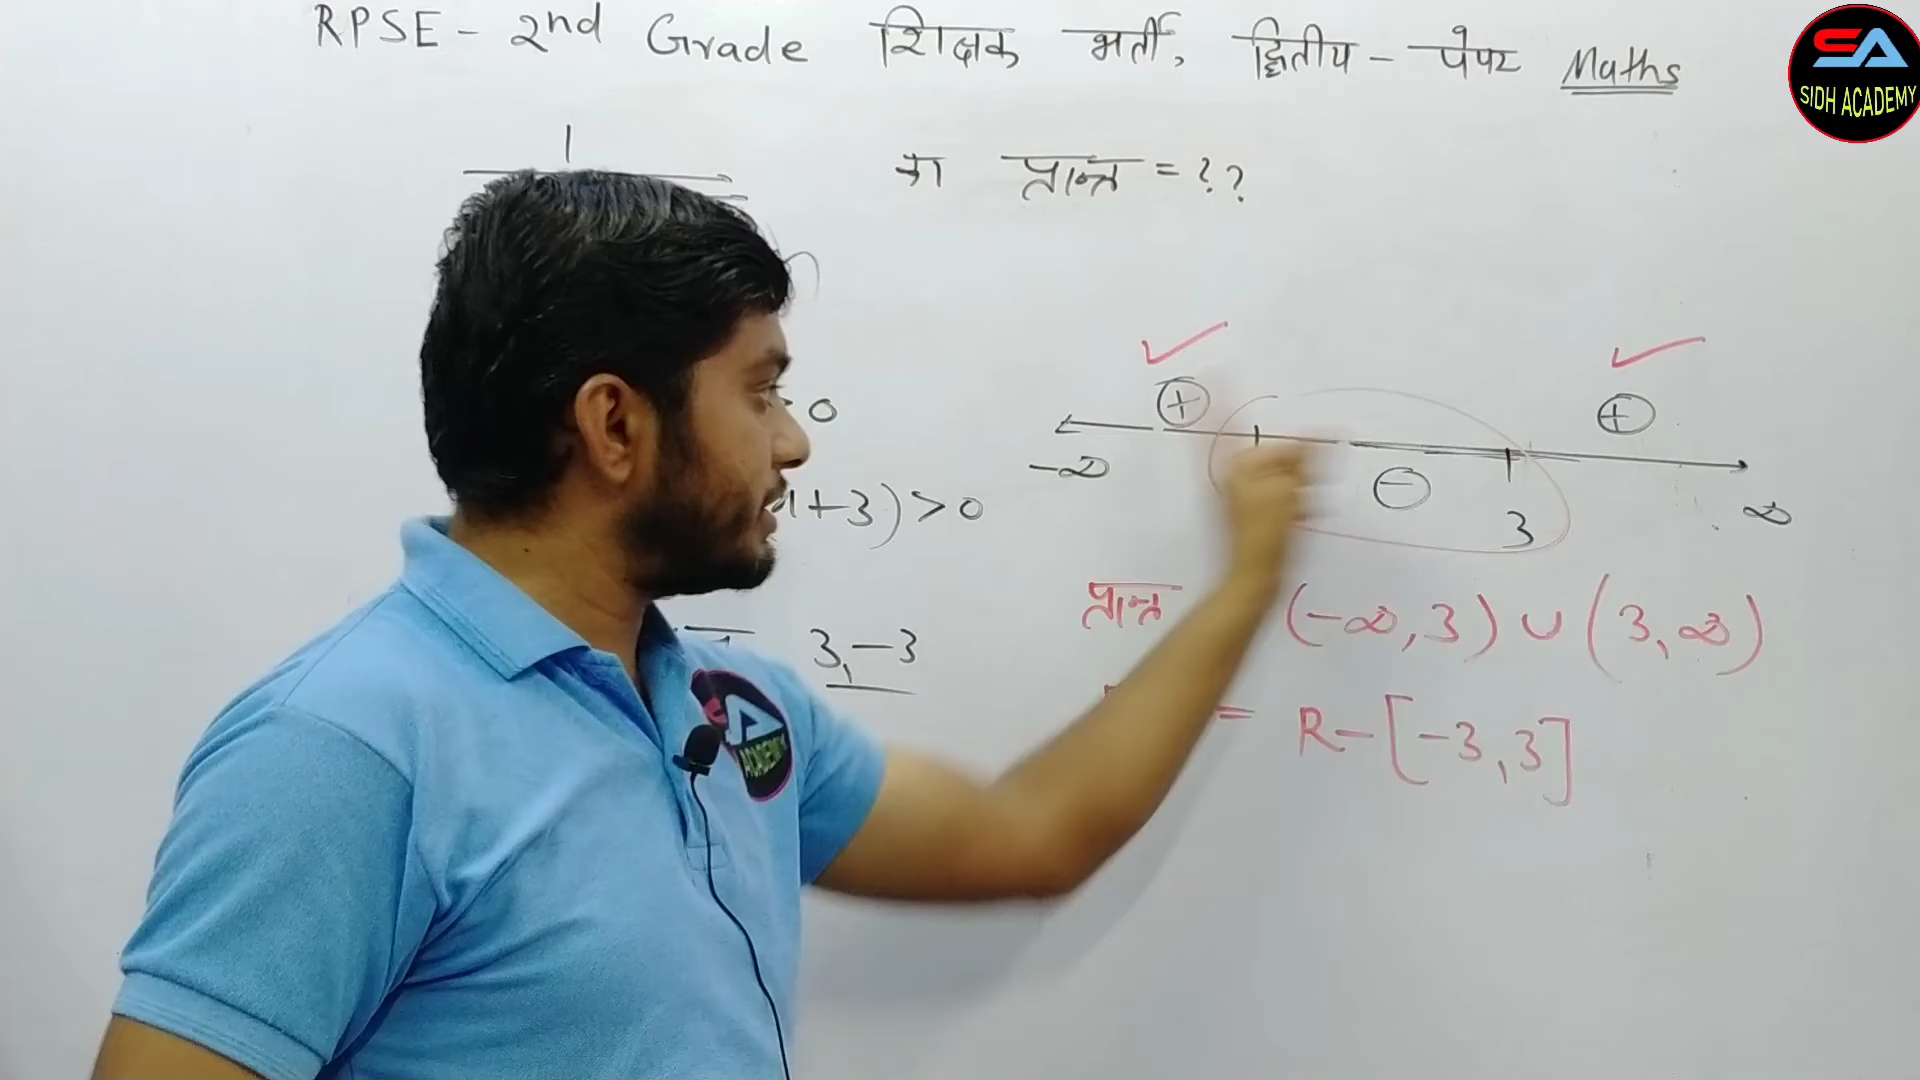 RPSE - 2nd Grade शिक्षक भर्ती, द्वितीय - पेपर Maths
SA
SIDH ACADEMY
1
का प्रान्त = ??
0
+3) > 0
3, -3
+ - +
-∞ 3 ∞
प्रान्त (-∞, 3) ∪ (3, ∞)
= R - [-3, 3]
ACADEMY